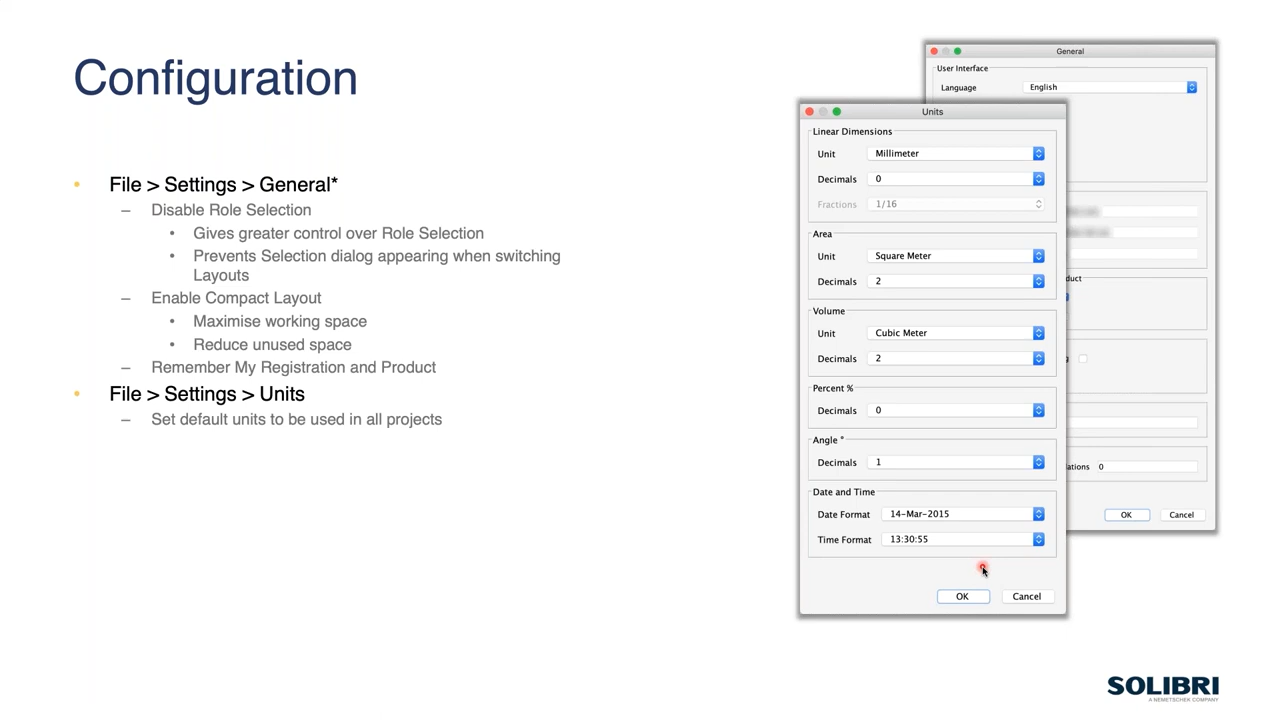 Configuration
• File > Settings > General*
– Disable Role Selection
• Gives greater control over Role Selection
• Prevents Selection dialog appearing when switching
Layouts
– Enable Compact Layout
• Maximise working space
• Reduce unused space
– Remember My Registration and Product
• File > Settings > Units
– Set default units to be used in all projects
General
User Interface
Language English
Units
Linear Dimensions
Unit Millimeter
Decimals 0
Fractions 1/16
Area
Unit Square Meter
Decimals 2
Volume
Unit Cubic Meter
Decimals 2
Percent %
Decimals 0
Angle °
Decimals 1
Date and Time
Date Format 14-Mar-2015
Time Format 13:30:55
OK Cancel
0
OK Cancel
SOLIBRI
A NEMETSCHEK COMPANY